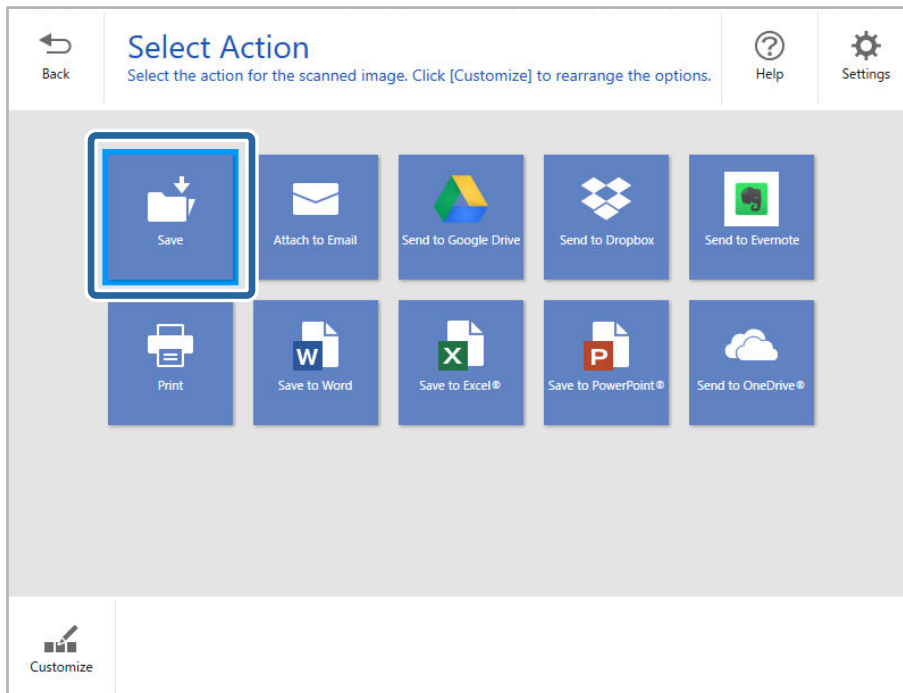 Back
Select Action
Select the action for the scanned image. Click [Customize] to rearrange the options.
Help
Settings
Save
Attach to Email
Send to Google Drive
Send to Dropbox
Send to Evernote
Print
W
Save to Word
X
Save to Excel®
P
Save to PowerPoint®
Send to OneDrive®
Customize